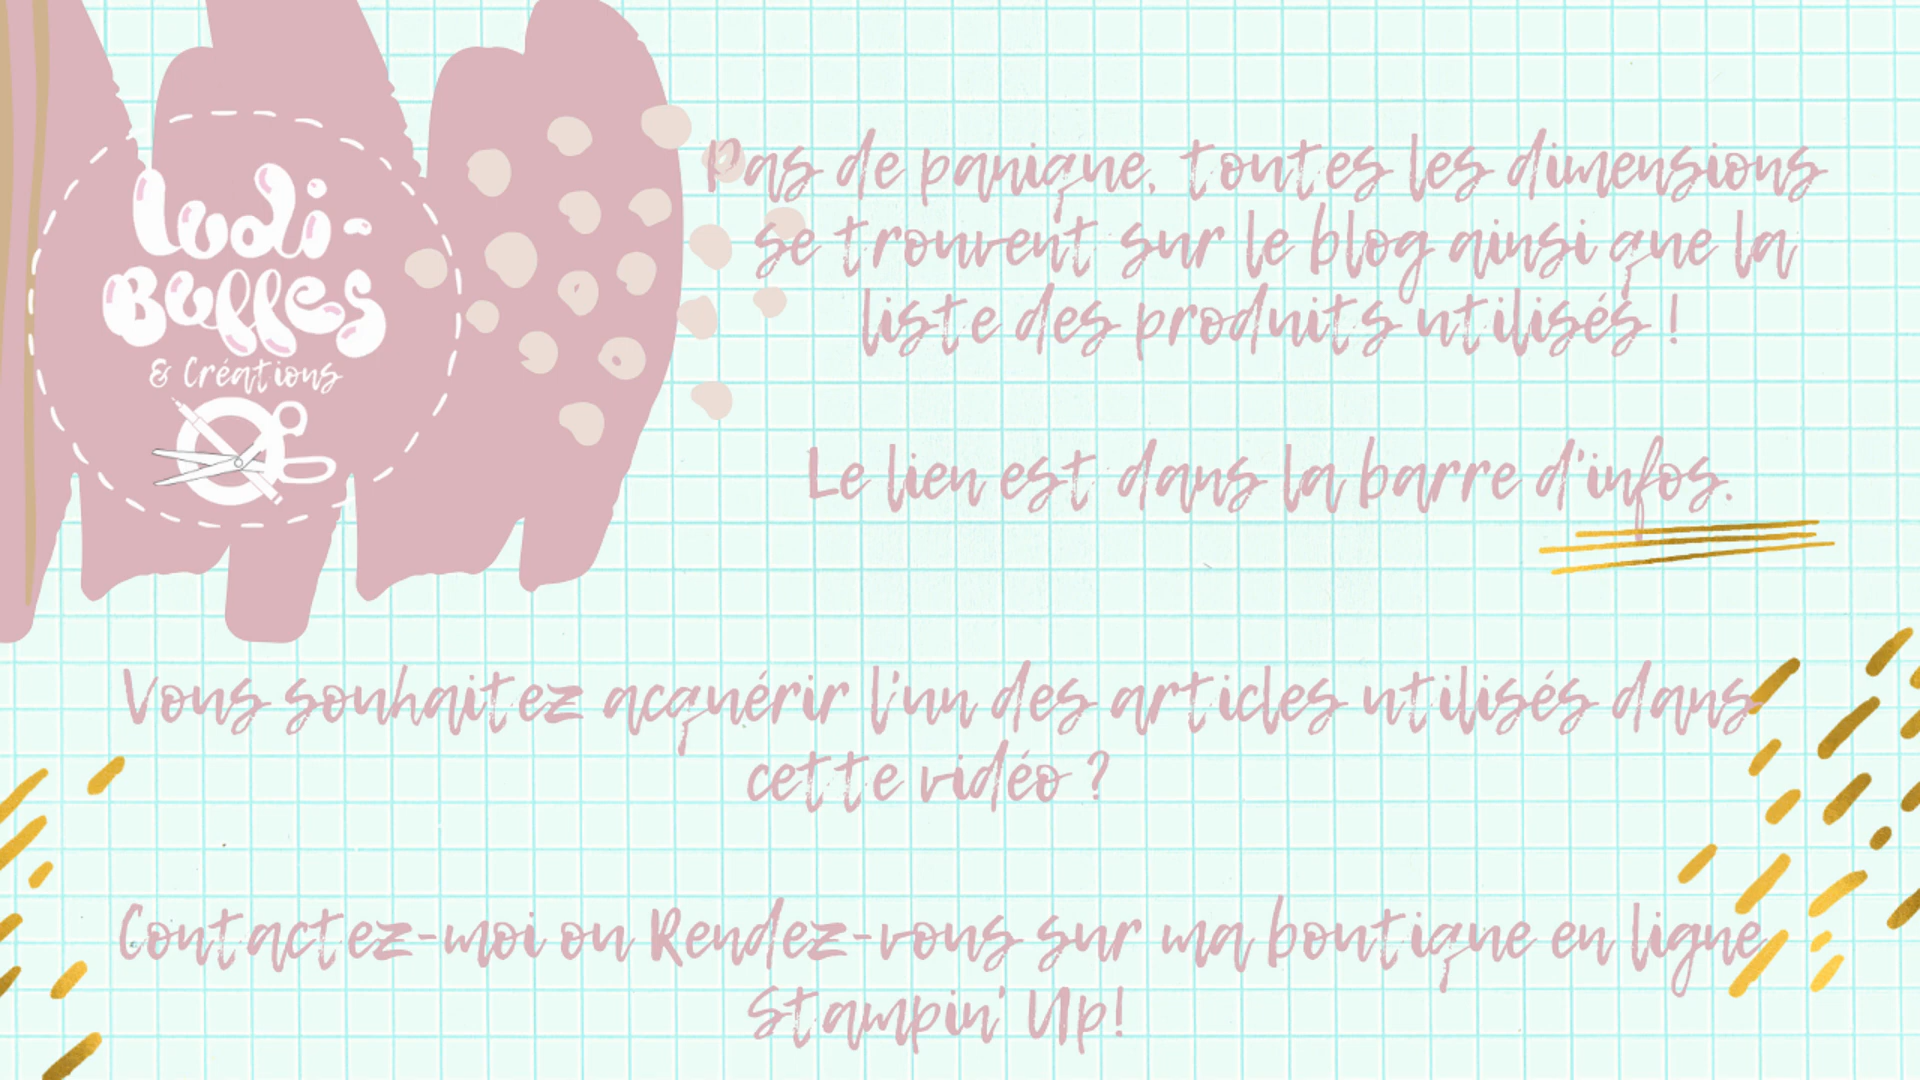 Ludi-
Bulles
& Créations
Pas de panique, toutes les dimensions
se trouvent sur le blog ainsi que la
liste des produits utilisés !
Le lien est dans la barre d'infos.
Vous souhaitez acquérir l'un des articles utilisés dans
cette vidéo ?
Contactez-moi ou Rendez-vous sur ma boutique en ligne
Stampin' Up!